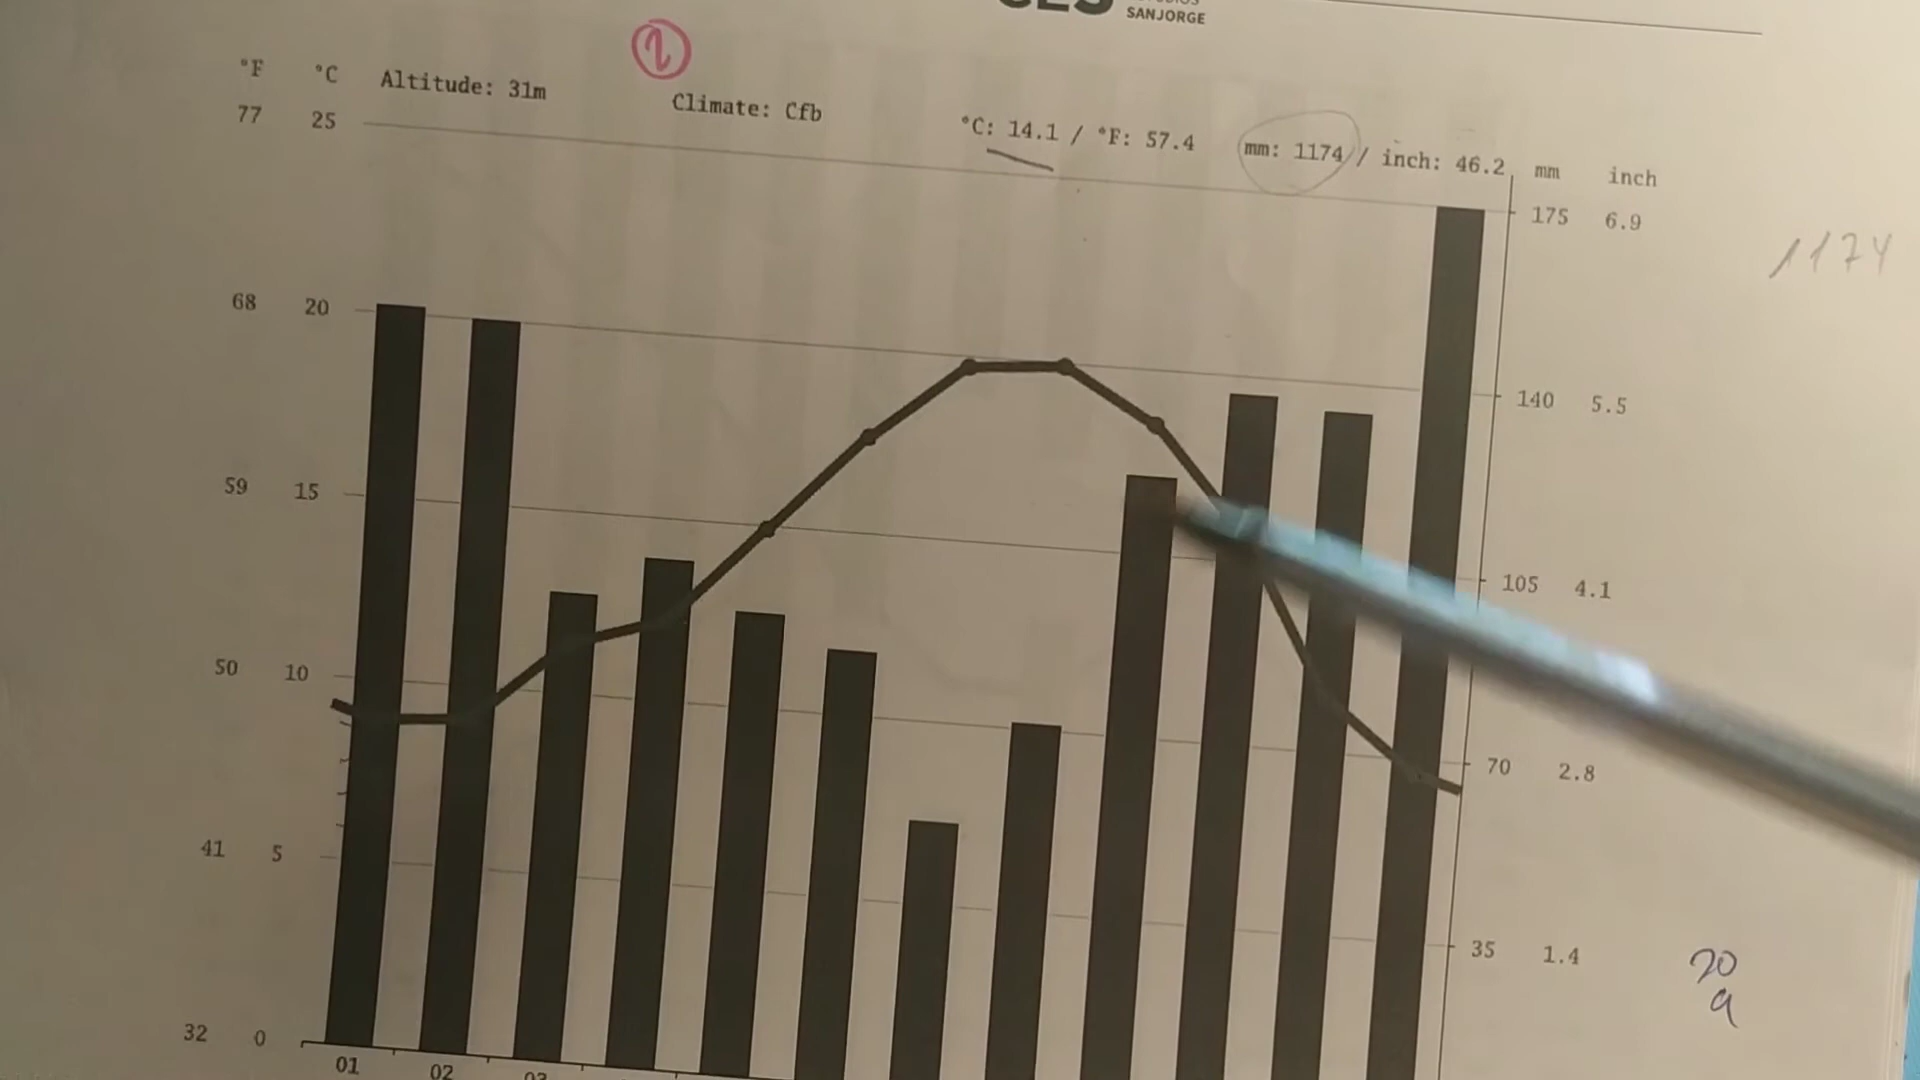 SANJORGE
2
°F °C Altitude: 31m Climate: Cfb °C: 14.1 / °F: 57.4 mm: 1174 / inch: 46.2 mm inch
77 25 175 6.9
1174
68 20 140 5.5
59 15 105 4.1
50 10 70 2.8
41 5 35 1.4
20
a
32 0
01 02